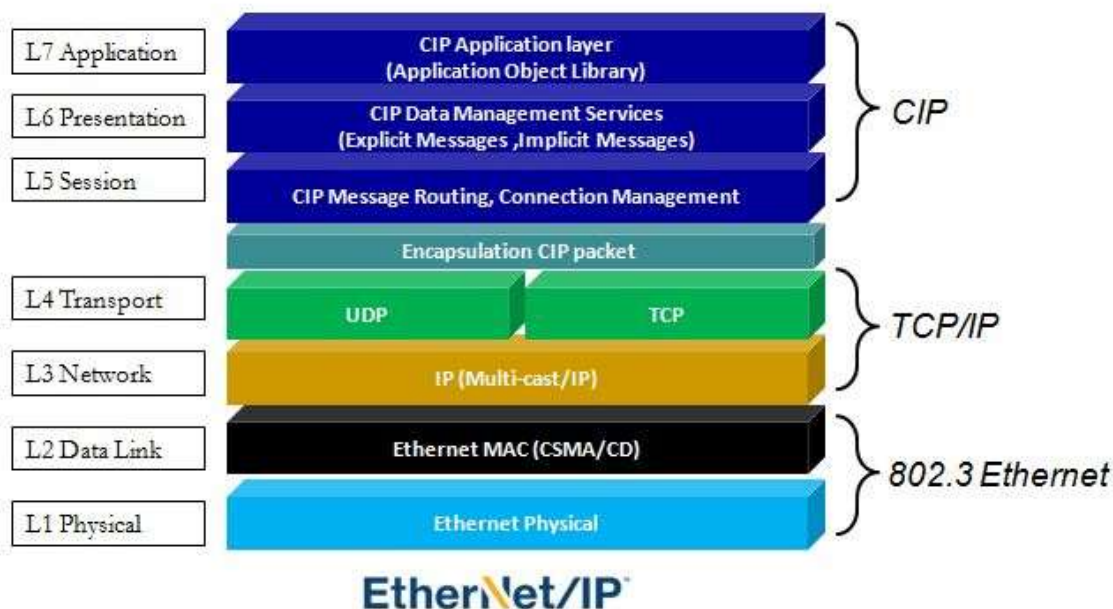 L7 Application
CIP Application layer
(Application Object Library)
L6 Presentation
CIP Data Management Services
(Explicit Messages ,Implicit Messages)
CIP
L5 Session
CIP Message Routing, Connection Management
Encapsulation CIP packet
L4 Transport
UDP
TCP
TCP/IP
L3 Network
IP (Multi-cast/IP)
L2 Data Link
Ethernet MAC (CSMA/CD)
802.3 Ethernet
L1 Physical
Ethernet Physical
EtherNet/IP™